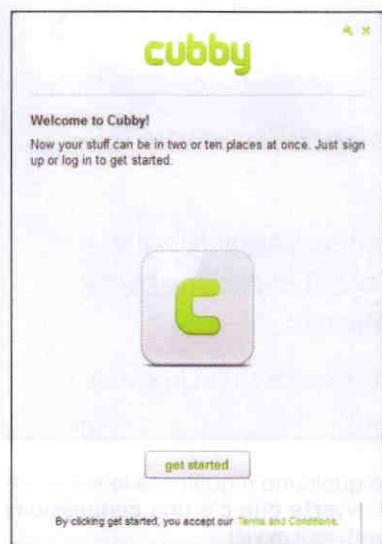 cubby
Welcome to Cubby!
Now your stuff can be in two or ten places at once. Just sign
up or log in to get started.
c
get started
By clicking get started, you accept our Terms and Conditions.